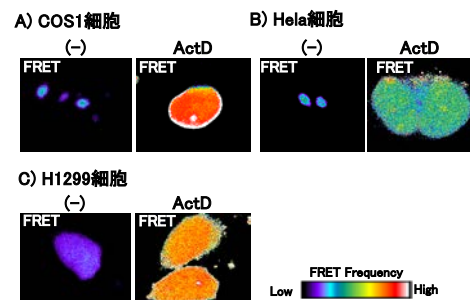 A) COS1細胞
B) Hela細胞
(-)
ActD
(-)
ActD
FRET
FRET
FRET
FRET
C) H1299細胞
(-)
ActD
FRET
FRET
FRET Frequency
Low
High